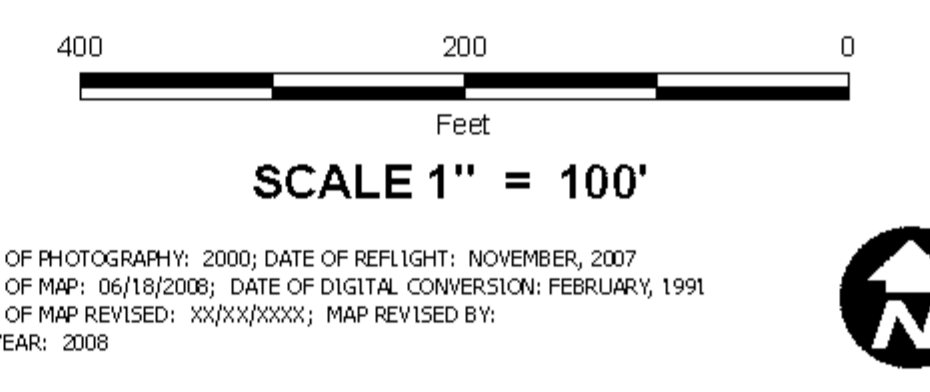 400 200 0
Feet
SCALE 1" = 100'
OF PHOTOGRAPHY: 2000; DATE OF REFLIGHT: NOVEMBER, 2007
OF MAP: 06/18/2008; DATE OF DIGITAL CONVERSION: FEBRUARY, 1991
OF MAP REVISED: XX/XX/XXXX; MAP REVISED BY:
YEAR: 2008
N